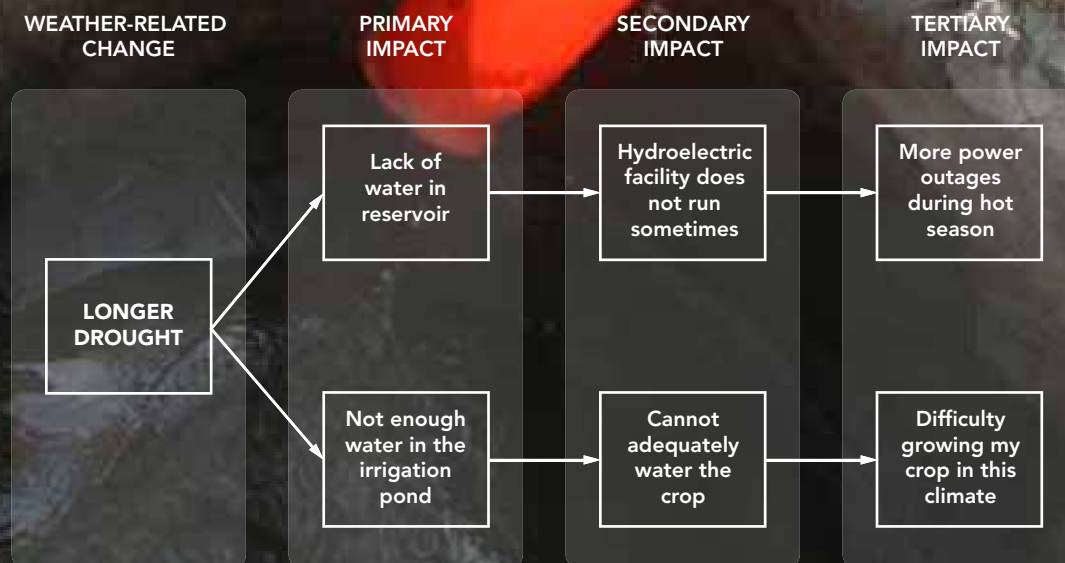 WEATHER-RELATED
CHANGE
PRIMARY
IMPACT
SECONDARY
IMPACT
TERTIARY
IMPACT
LONGER
DROUGHT
Lack of
water in
reservoir
Hydroelectric
facility does
not run
sometimes
More power
outages
during hot
season
Not enough
water in the
irrigation
pond
Cannot
adequately
water the
crop
Difficulty
growing my
crop in this
climate